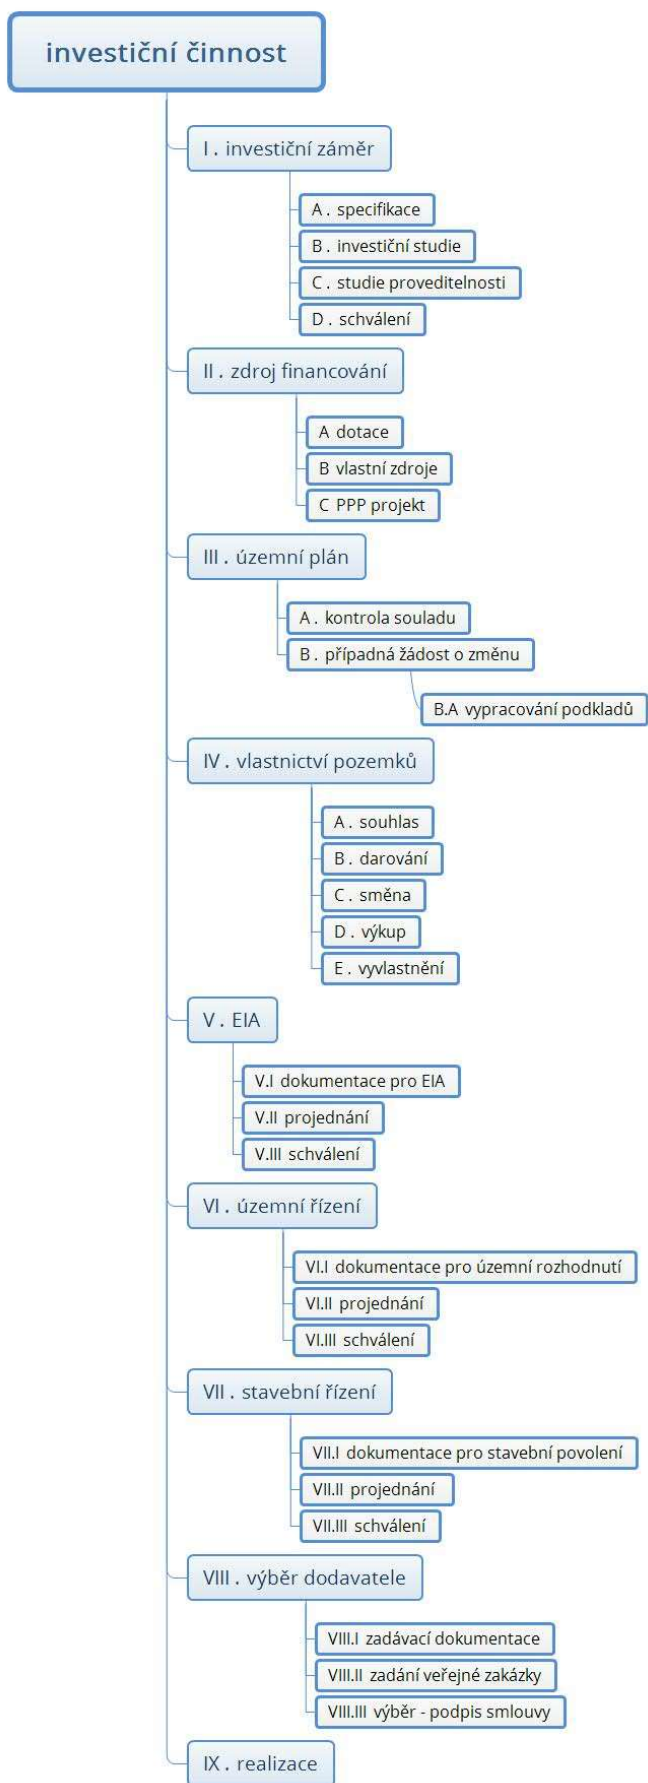 investiční činnost
I . investiční záměr
A . specifikace
B . investiční studie
C . studie proveditelnosti
D . schválení
II . zdroj financování
A dotace
B vlastní zdroje
C PPP projekt
III . územní plán
A . kontrola souladu
B . případná žádost o změnu
B.A vypracování podkladů
IV . vlastnictví pozemků
A . souhlas
B . darování
C . směna
D . výkup
E . vyvlastnění
V . EIA
V.I dokumentace pro EIA
V.II projednání
V.III schválení
VI . územní řízení
VI.I dokumentace pro územní rozhodnutí
VI.II projednání
VI.III schválení
VII . stavební řízení
VII.I dokumentace pro stavební povolení
VII.II projednání
VII.III schválení
VIII . výběr dodavatele
VIII.I zadávací dokumentace
VIII.II zadání veřejné zakázky
VIII.III výběr - podpis smlouvy
IX . realizace